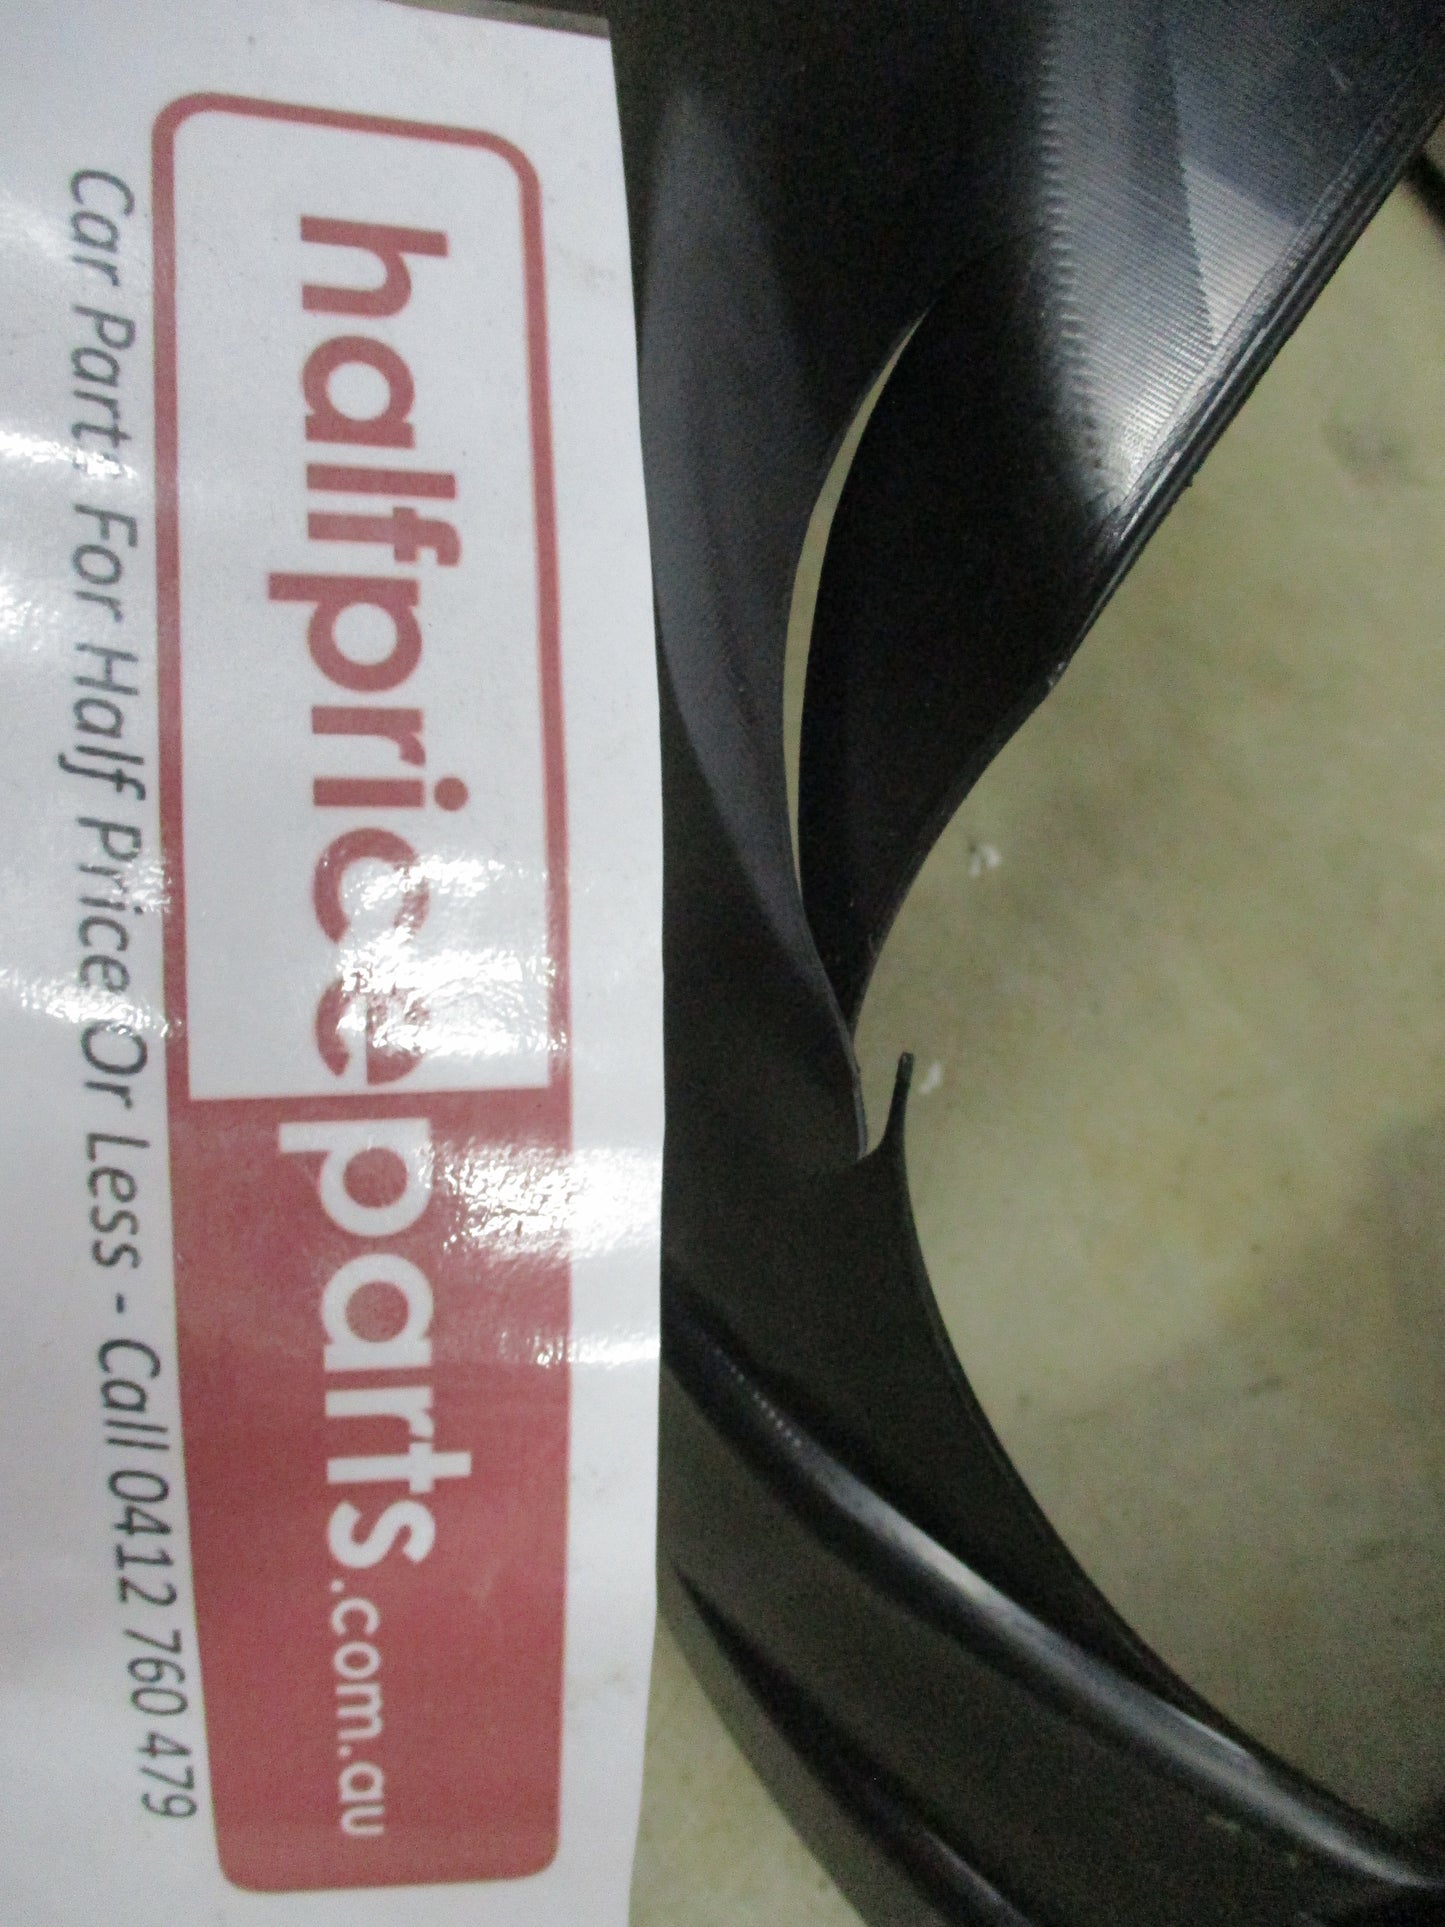 halfpriceparts.com.au
Car Parts For Half Price Or Less - Call 0412 760 479